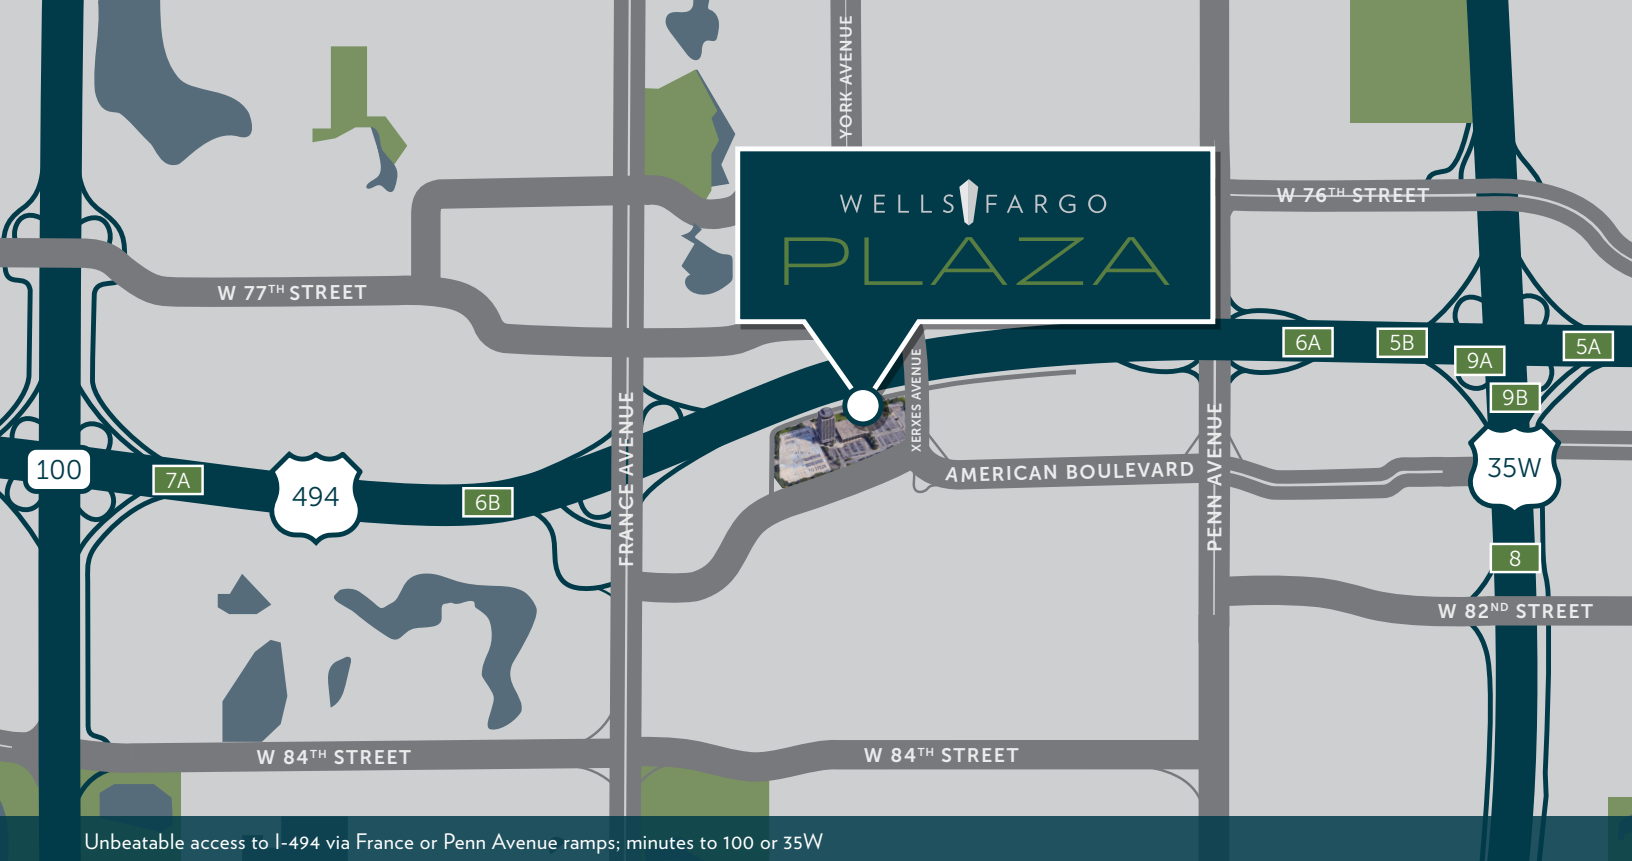 YORK AVENUE
WELLS FARGO
PLAZA
W 76TH STREET
W 77TH STREET
6A
5B
9A
5A
9B
XERXES AVENUE
FRANCE AVENUE
PENN AVENUE
100
7A
494
6B
AMERICAN BOULEVARD
35W
8
W 82ND STREET
W 84TH STREET
W 84TH STREET
Unbeatable access to I-494 via France or Penn Avenue ramps; minutes to 100 or 35W